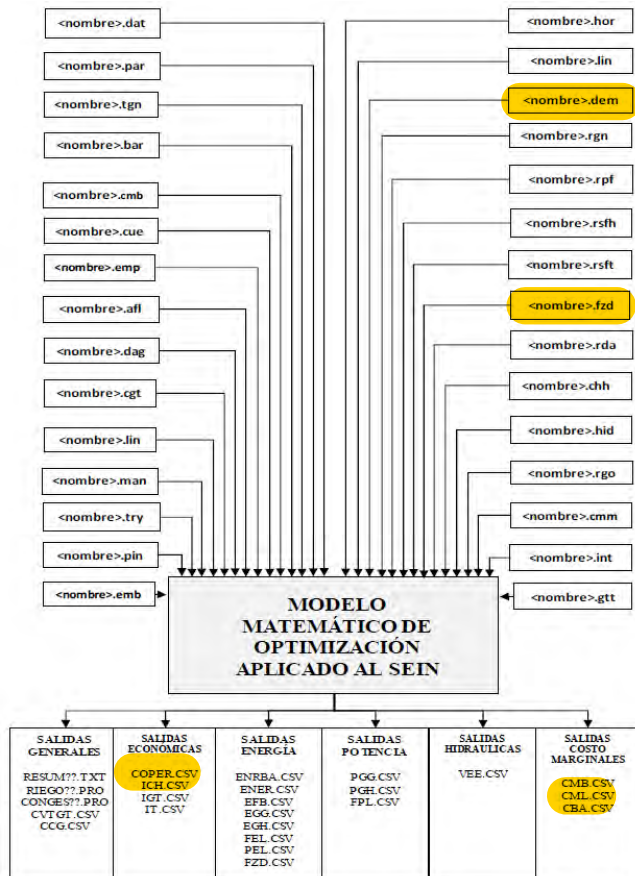 <nombre>.dat
<nombre>.par
<nombre>.tgn
<nombre>.bar
<nombre>.cmb
<nombre>.cue
<nombre>.emp
<nombre>.afl
<nombre>.dag
<nombre>.cgt
<nombre>.lin
<nombre>.man
<nombre>.try
<nombre>.pin
<nombre>.emb
<nombre>.hor
<nombre>.lin
<nombre>.dem
<nombre>.rgn
<nombre>.rpf
<nombre>.rsfh
<nombre>.rsft
<nombre>.fzd
<nombre>.rda
<nombre>.chh
<nombre>.hid
<nombre>.rgo
<nombre>.cmm
<nombre>.int
<nombre>.gtt
MODELO
MATEMÁTICO DE
OPTIMIZACIÓN
APLICADO AL SEIN
SALIDAS
GENERALES
RESUM??.TXT
RIEGO??.PRO
CONGES??.PRO
CVTGT.CSV
CCG.CSV
SALIDAS
ECONÓMICAS
COPER.CSV
ICH.CSV
IGT.CSV
IT.CSV
SALIDAS
ENERGÍA
ENRBA.CSV
ENER.CSV
EFB.CSV
EGG.CSV
EGH.CSV
FEL.CSV
PEL.CSV
FZD.CSV
SALIDAS
POTENCIA
PGG.CSV
PGH.CSV
FPL.CSV
SALIDAS
HIDRAULICAS
VEE.CSV
SALIDAS
COSTO
MARGINALES
CMB.CSV
CML.CSV
CBA.CSV